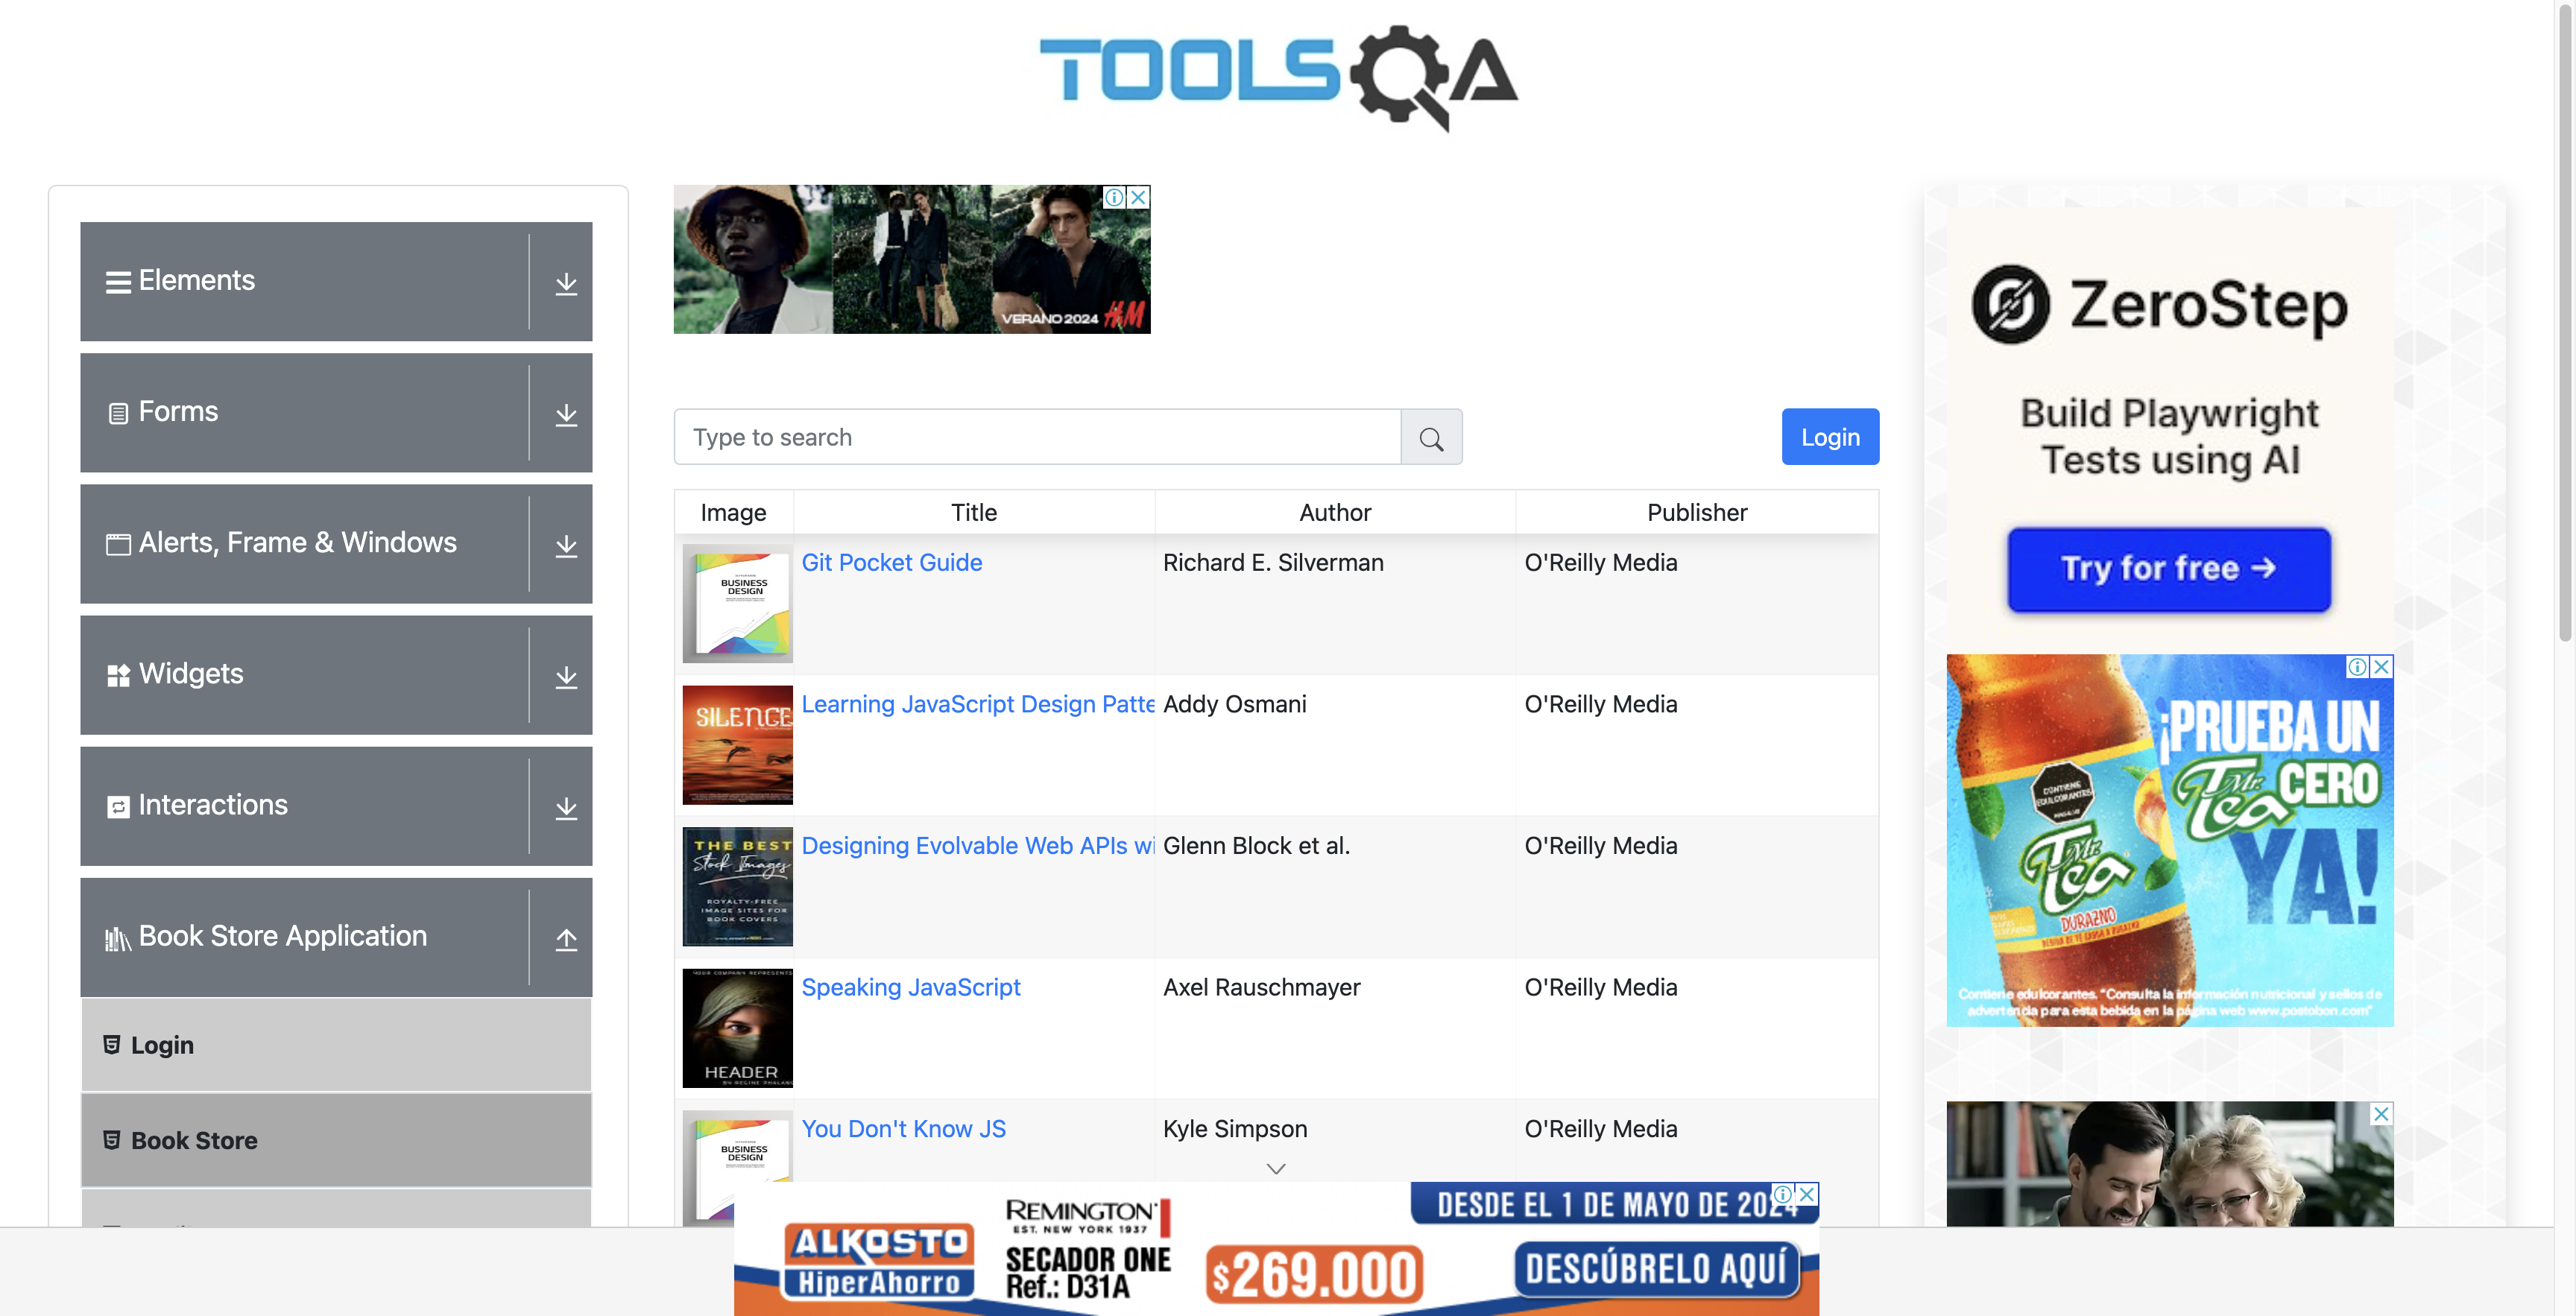 TOOLSQA
Elements
Forms
Alerts, Frame & Windows
Widgets
Interactions
Book Store Application
Login
Book Store
VERANO 2024 H&M
Type to search
Login
Image Title Author Publisher
BUSINESS
DESIGN
Git Pocket Guide Richard E. Silverman O'Reilly Media
SILENCE
Learning JavaScript Design Patte Addy Osmani O'Reilly Media
THE BEST
Stock Images
ROYALTY-FREE
IMAGE SITES FOR
BOOK COVERS
Designing Evolvable Web APIs wi Glenn Block et al. O'Reilly Media
YOUR COMPANY REPRESENTS
HEADER
Speaking JavaScript Axel Rauschmayer O'Reilly Media
BUSINESS
DESIGN
You Don't Know JS Kyle Simpson O'Reilly Media
ZeroStep
Build Playwright
Tests using AI
Try for free →
¡PRUEBA UN
Mr. Tea CERO
YA!
CONTIENE
EDULCORANTES
Mr. Tea
DURAZNO
Contiene edulcorantes. "Consulta la información nutricional y sellos de
advertencia para esta bebida en la página web www.postobon.com"
ALKOSTO
HiperAhorro
REMINGTON
EST. NEW YORK 1937
SECADOR ONE
Ref.: D31A
$269.000
DESDE EL 1 DE MAYO DE 2024
DESCÚBRELO AQUÍ